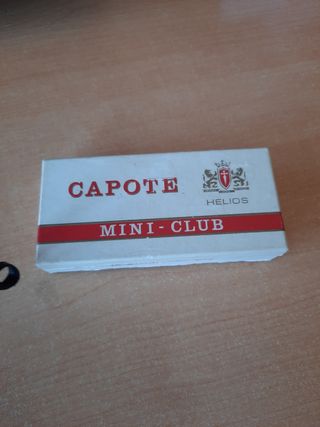 CAPOTE
HELIOS
MINI - CLUB